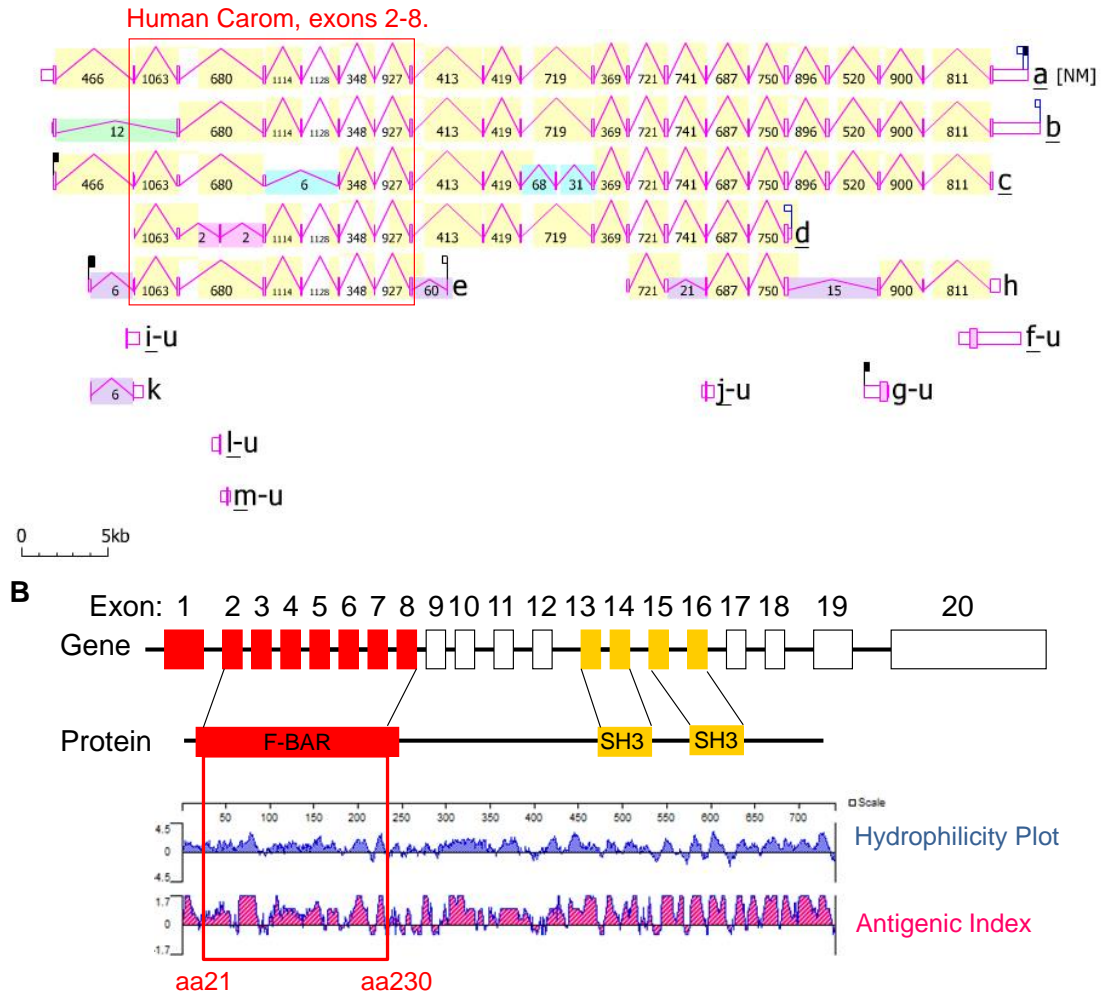 Human Carom, exons 2-8.
466 1063 680 1114 1128 348 927 413 419 719 369 721 741 687 750 896 520 900 811 a [NM]
12 680 1114 1128 348 927 413 419 719 369 721 741 687 750 896 520 900 811 b
466 1063 680 6 348 927 413 419 68 31 369 721 741 687 750 896 520 900 811 c
1063 2 2 1114 1128 348 927 413 419 719 369 721 741 687 750 d
6 1063 680 1114 1128 348 927 60 e 721 21 687 750 15 900 811 h
i-u f-u
6 k j-u g-u
l-u
m-u
0 5kb
B
Exon: 1 2 3 4 5 6 7 8 9 10 11 12 13 14 15 16 17 18 19 20
Gene
Protein F-BAR SH3 SH3
Scale
50 100 150 200 250 300 350 400 450 500 550 600 650 700
4.5
0
4.5
Hydrophilicity Plot
1.7
0
-1.7
Antigenic Index
aa21 aa230